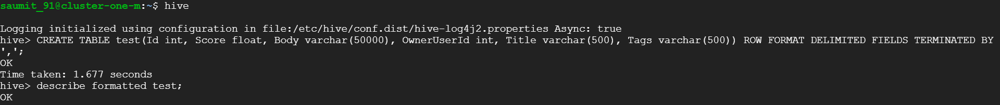 saumit_91@cluster-one-m:~$ hive
Logging initialized using configuration in file:/etc/hive/conf.dist/hive-log4j2.properties Async: true
hive> CREATE TABLE test(Id int, Score float, Body varchar(50000), OwnerUserId int, Title varchar(500), Tags varchar(500)) ROW FORMAT DELIMITED FIELDS TERMINATED BY
',';
OK
Time taken: 1.677 seconds
hive> describe formatted test;
OK